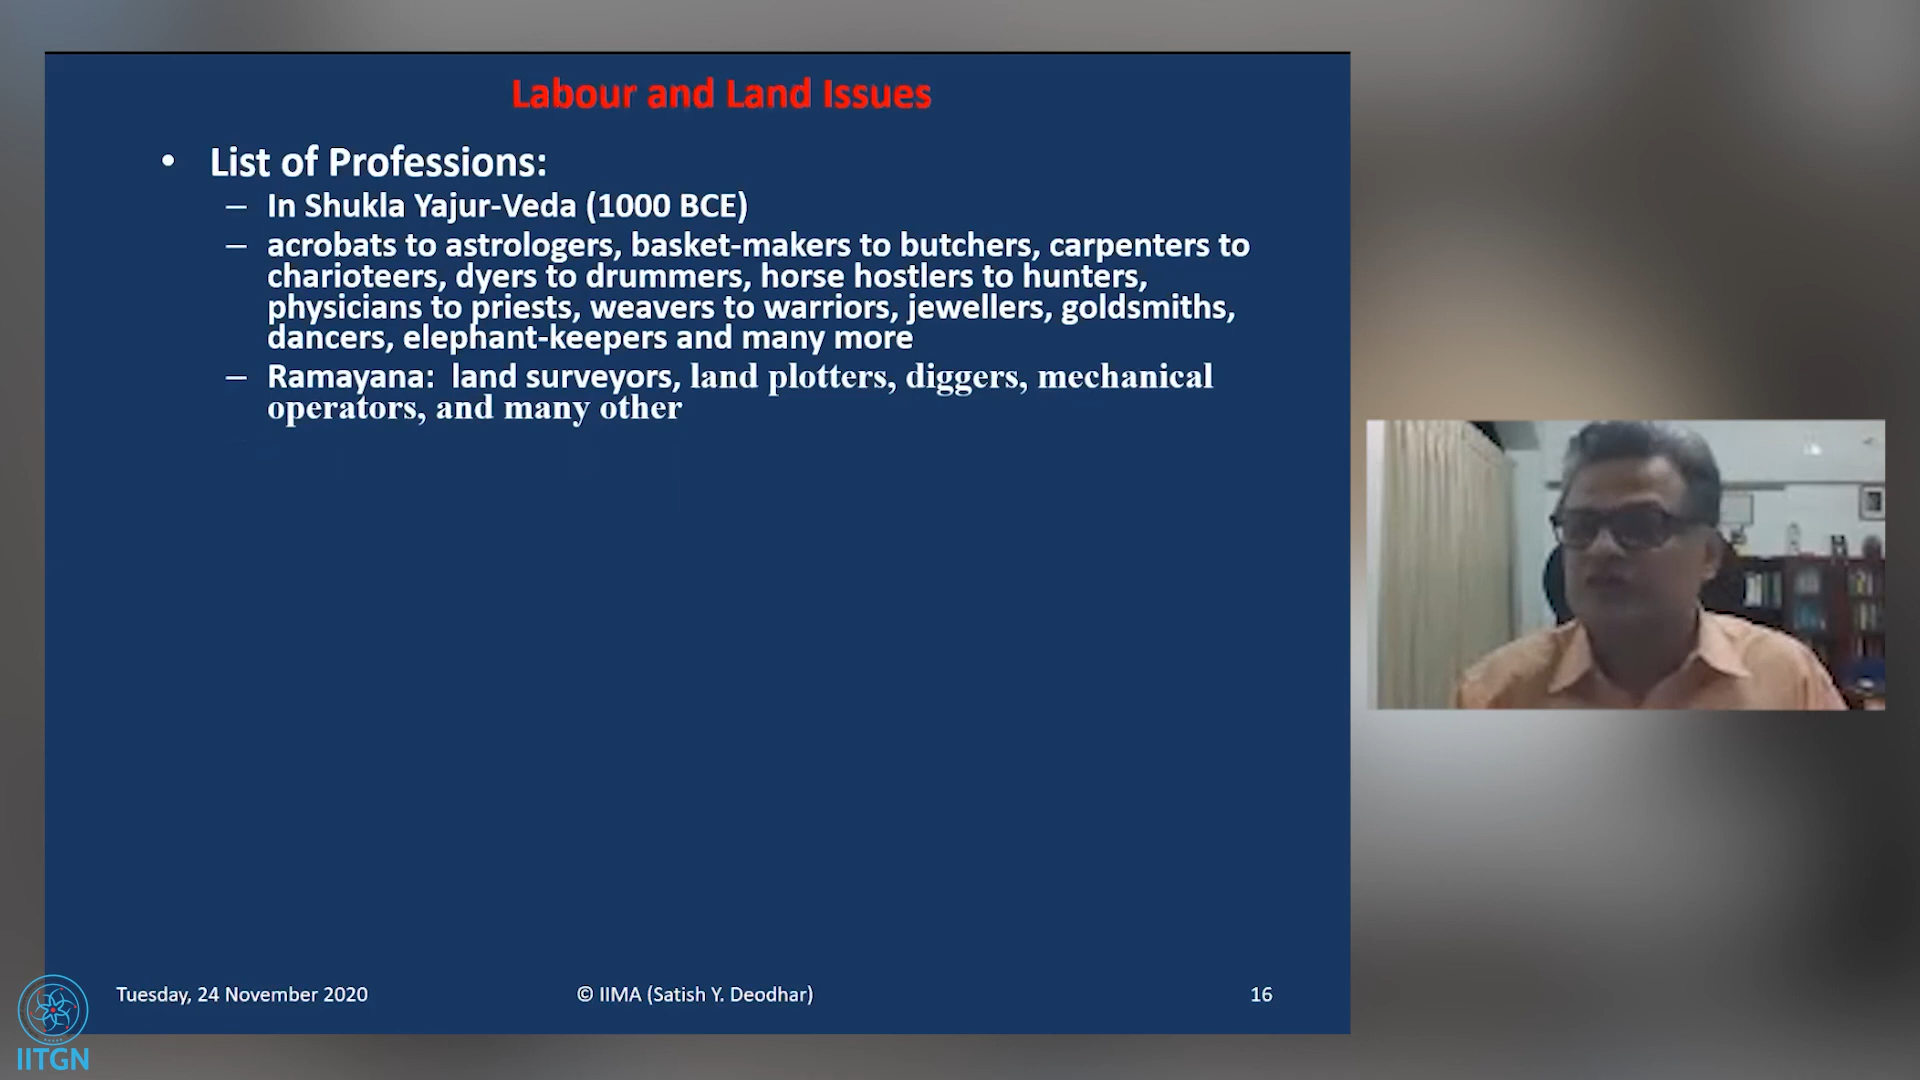 Labour and Land Issues
• List of Professions:
– In Shukla Yajur-Veda (1000 BCE)
– acrobats to astrologers, basket-makers to butchers, carpenters to
charioteers, dyers to drummers, horse hostlers to hunters,
physicians to priests, weavers to warriors, jewellers, goldsmiths,
dancers, elephant-keepers and many more
– Ramayana: land surveyors, land plotters, diggers, mechanical
operators, and many other
Tuesday, 24 November 2020
© IIMA (Satish Y. Deodhar)
16
IITGN